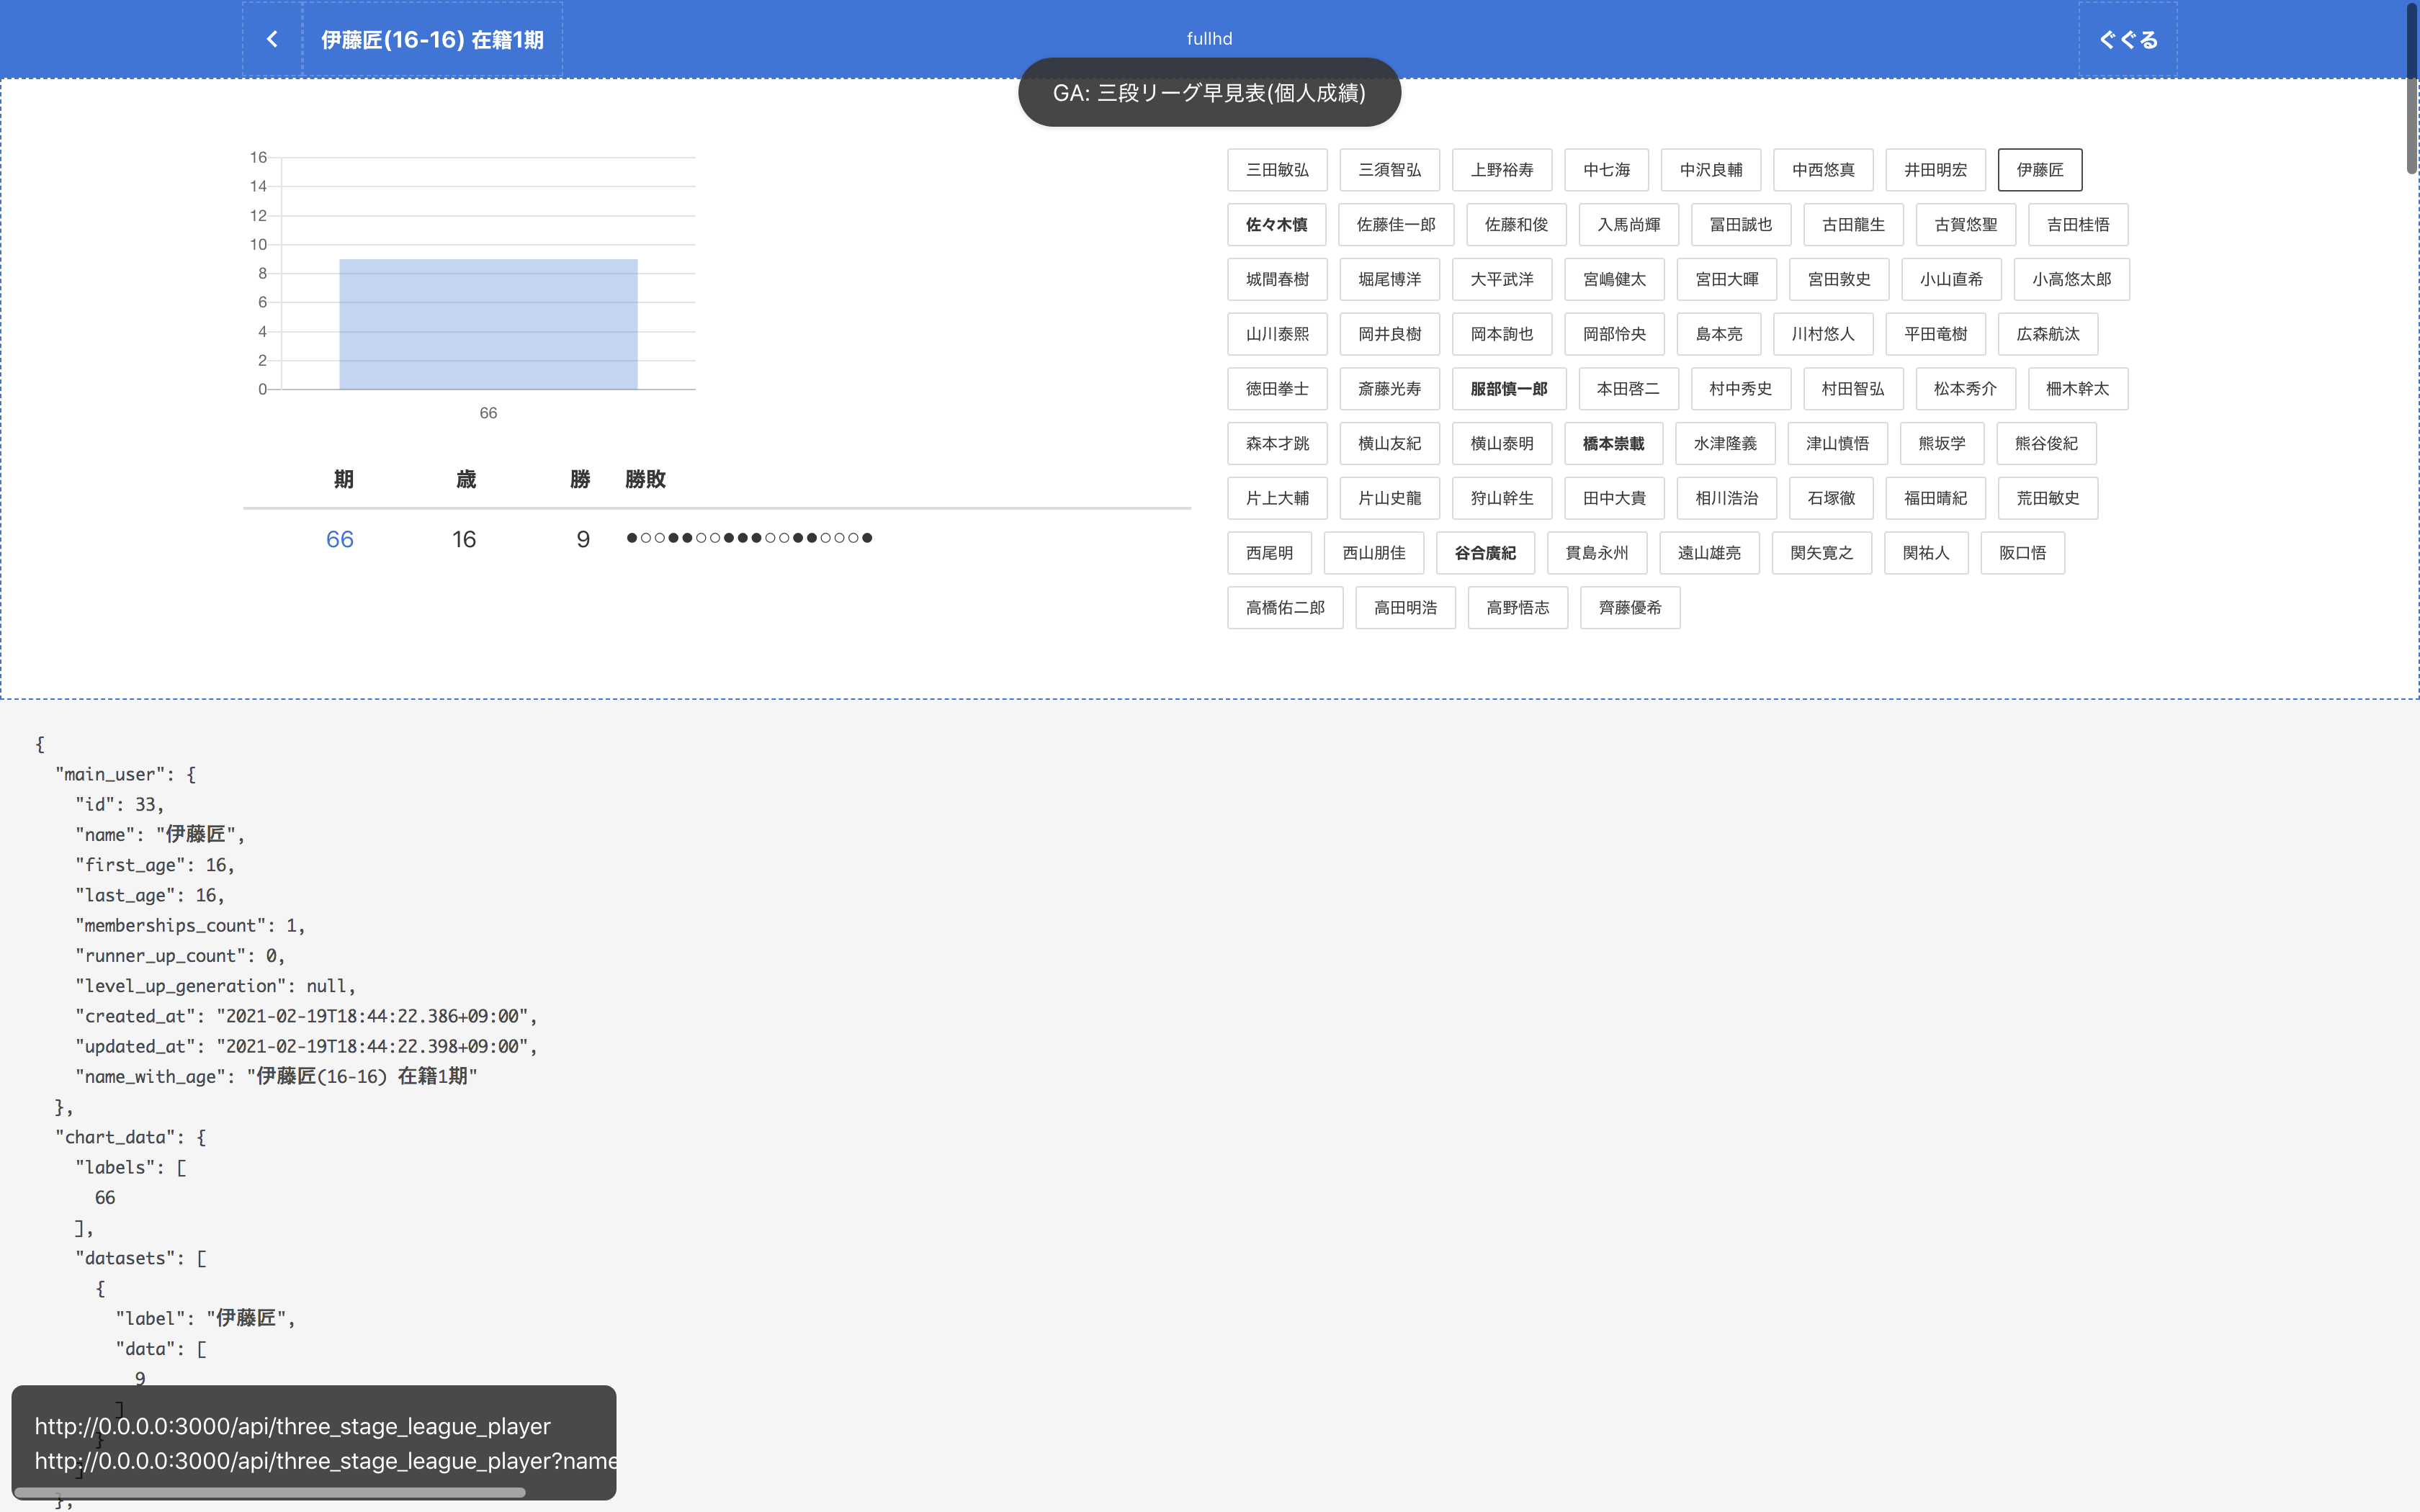 伊藤匠(16-16) 在籍1期
fullhd
ぐぐる
GA: 三段リーグ早見表(個人成績)
16
14
12
10
8
6
4
2
0
66
期 歳 勝 勝敗
66 16 9 ●○○●●○○●●●○○●●○○○●
三田敏弘 三須智弘 上野裕寿 中七海 中沢良輔 中西悠真 井田明宏 伊藤匠
佐々木慎 佐藤佳一郎 佐藤和俊 入馬尚輝 冨田誠也 古田龍生 古賀悠聖 吉田桂悟
城間春樹 堀尾博洋 大平武洋 宮嶋健太 宮田大暉 宮田敦史 小山直希 小高悠太郎
山川泰熙 岡井良樹 岡本詢也 岡部怜央 島本亮 川村悠人 平田竜樹 広森航汰
徳田拳士 斎藤光寿 服部慎一郎 本田啓二 村中秀史 村田智弘 松本秀介 柵木幹太
森本才跳 横山友紀 横山泰明 橋本崇載 水津隆義 津山慎悟 熊坂学 熊谷俊紀
片上大輔 片山史龍 狩山幹生 田中大貴 相川浩治 石塚徹 福田晴紀 荒田敏史
西尾明 西山朋佳 谷合廣紀 貫島永州 遠山雄亮 関矢寛之 関祐人 阪口悟
高橋佑二郎 高田明浩 高野悟志 齊藤優希
{
"main_user": {
"id": 33,
"name": "伊藤匠",
"first_age": 16,
"last_age": 16,
"memberships_count": 1,
"runner_up_count": 0,
"level_up_generation": null,
"created_at": "2021-02-19T18:44:22.386+09:00",
"updated_at": "2021-02-19T18:44:22.398+09:00",
"name_with_age": "伊藤匠(16-16) 在籍1期"
},
"chart_data": {
"labels": [
66
],
"datasets": [
{
"label": "伊藤匠",
"data": [
9
]
}
]
},
http://0.0.0.0:3000/api/three_stage_league_player
http://0.0.0.0:3000/api/three_stage_league_player?name